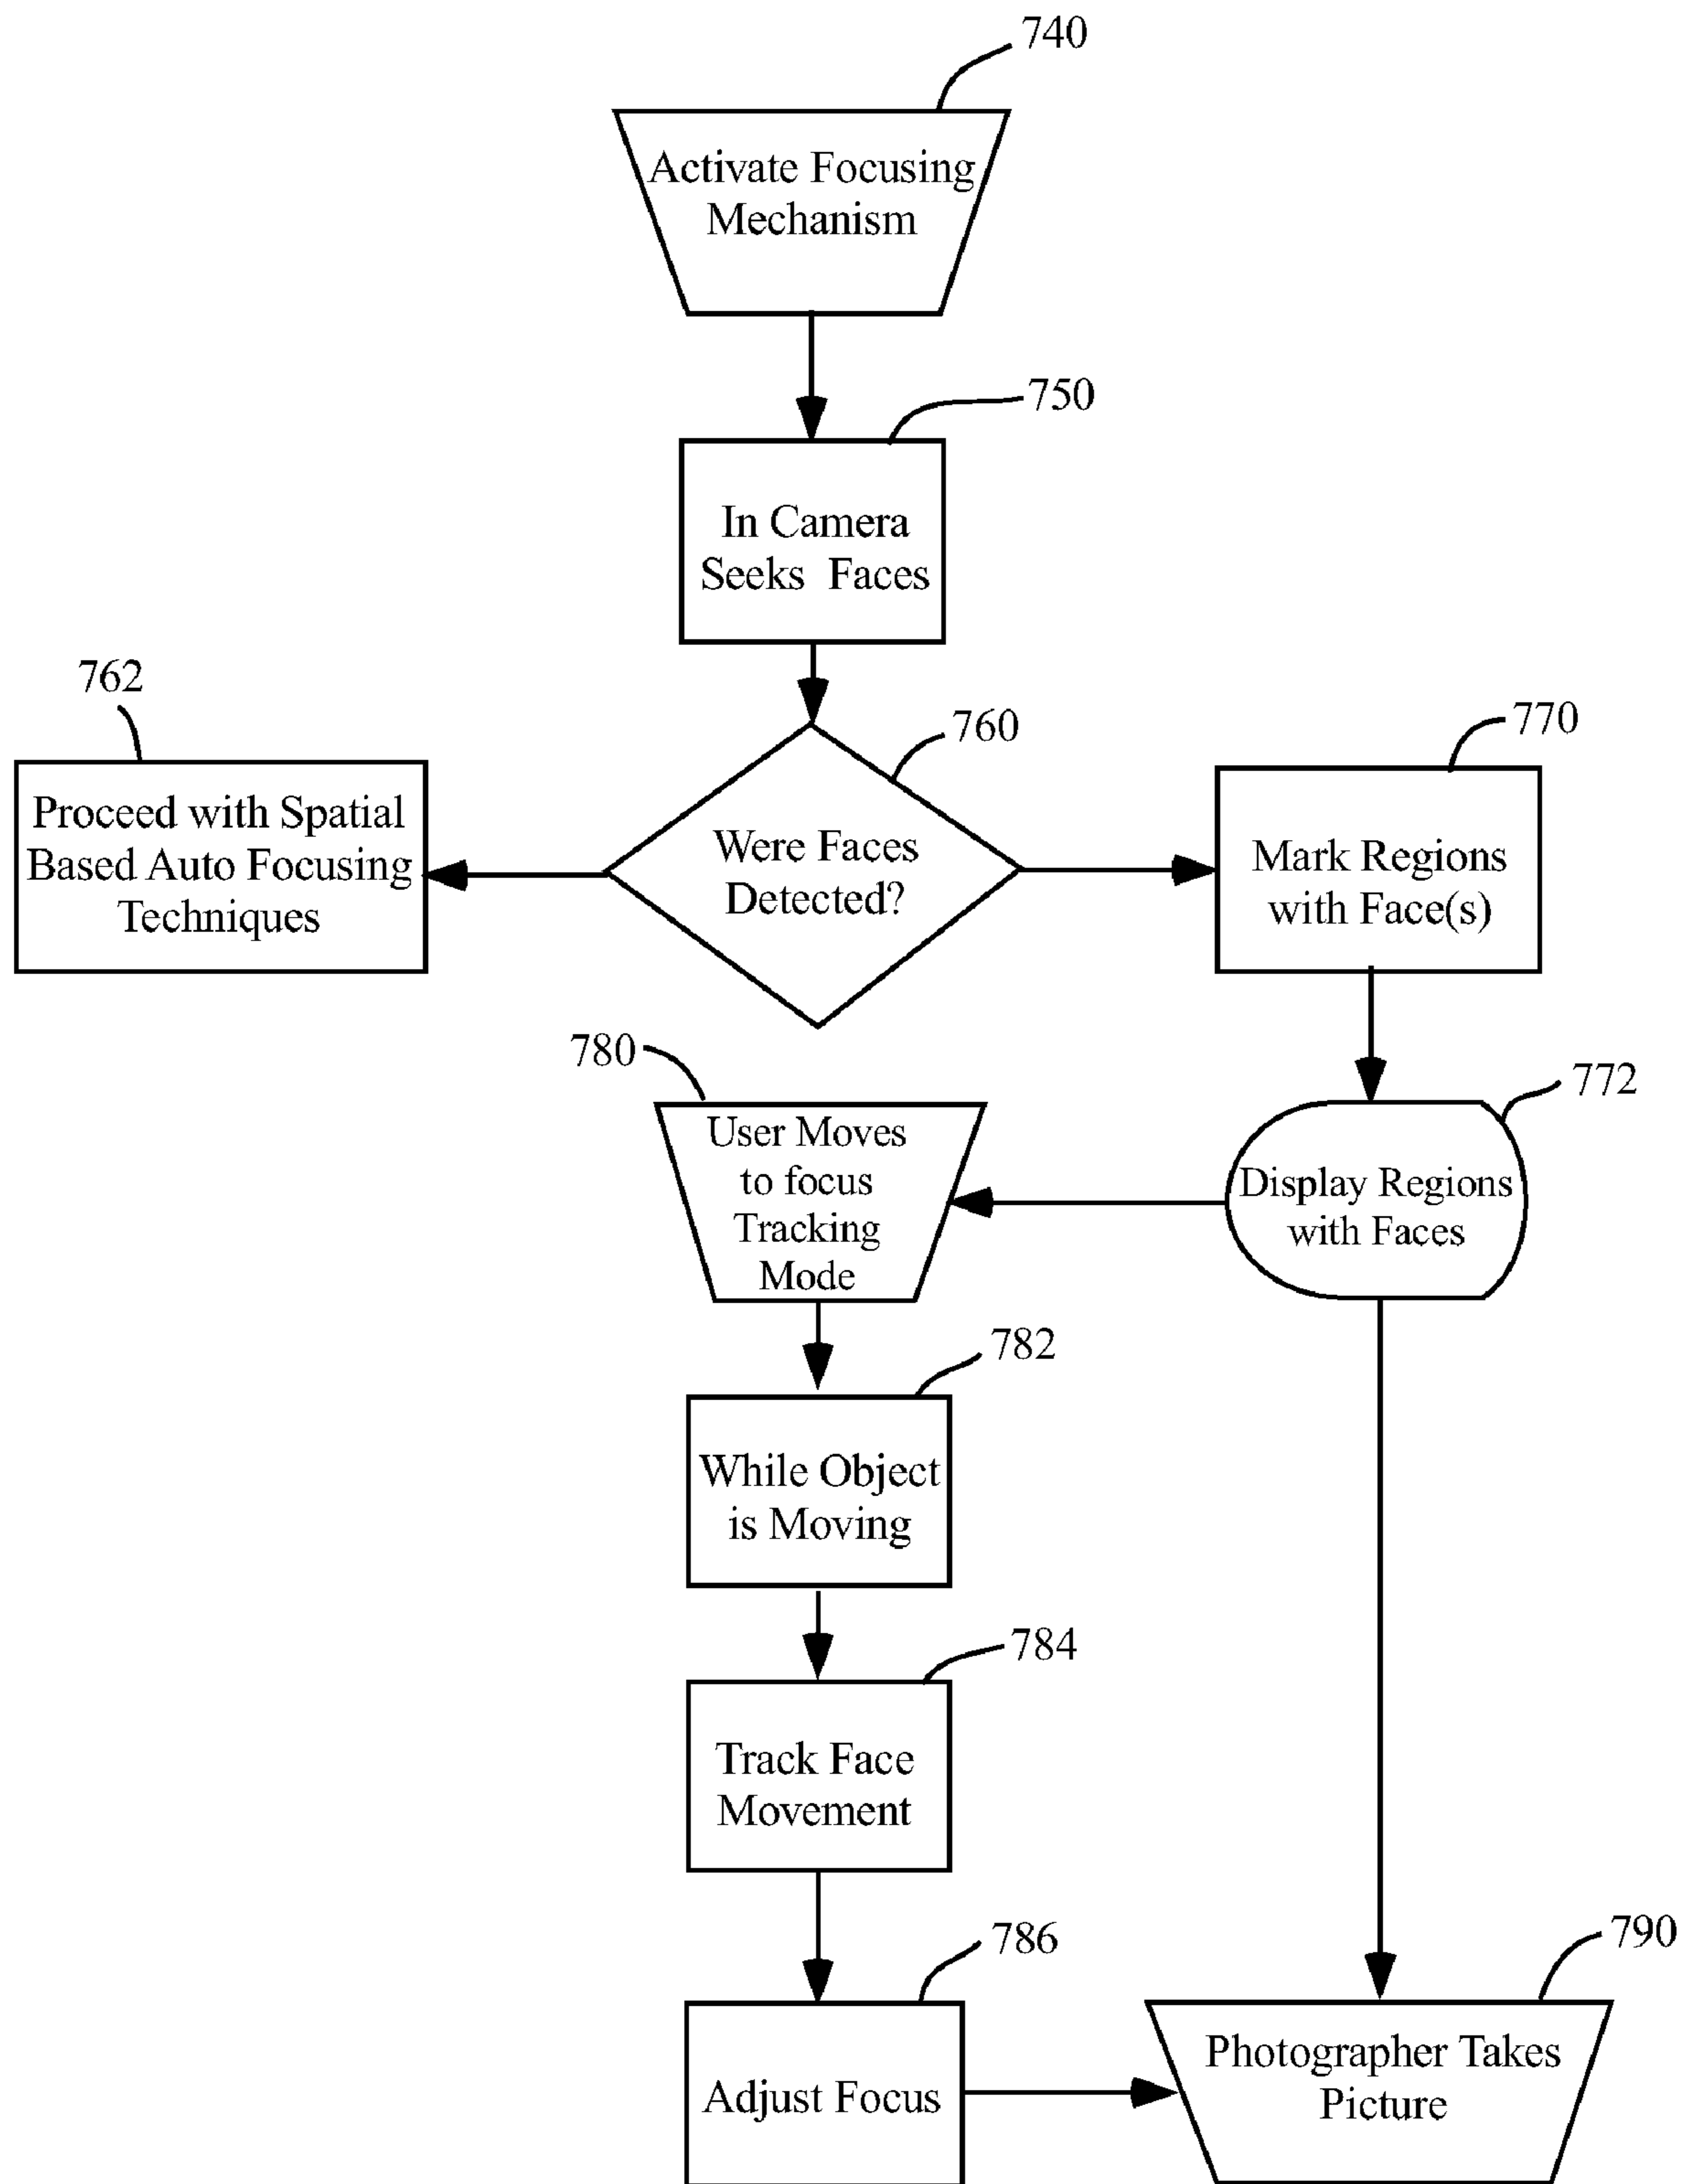 740
Activate Focusing
Mechanism
750
In Camera
Seeks Faces
762
Proceed with Spatial
Based Auto Focusing
Techniques
760
Were Faces
Detected?
770
Mark Regions
with Face(s)
780
User Moves
to focus
Tracking
Mode
772
Display Regions
with Faces
782
While Object
is Moving
784
Track Face
Movement
786
Adjust Focus
790
Photographer Takes
Picture